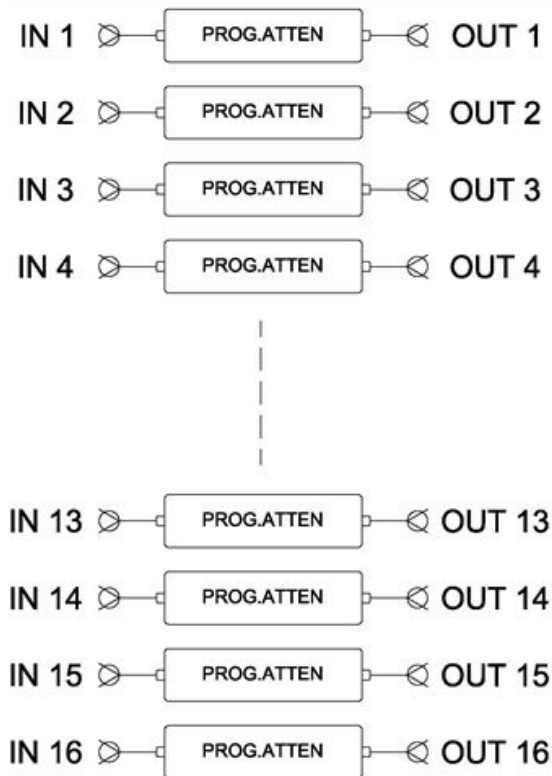 IN 1 PROG.ATTEN OUT 1
IN 2 PROG.ATTEN OUT 2
IN 3 PROG.ATTEN OUT 3
IN 4 PROG.ATTEN OUT 4
IN 13 PROG.ATTEN OUT 13
IN 14 PROG.ATTEN OUT 14
IN 15 PROG.ATTEN OUT 15
IN 16 PROG.ATTEN OUT 16